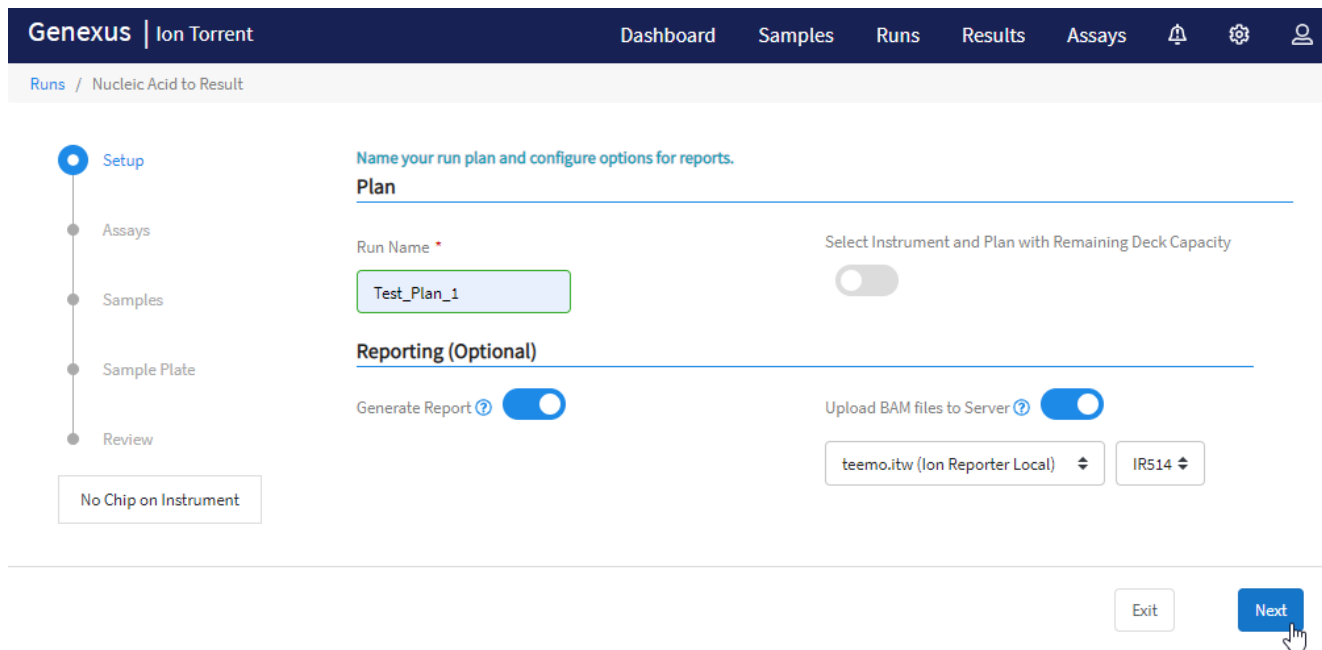 Genexus | Ion Torrent
Dashboard Samples Runs Results Assays
Runs / Nucleic Acid to Result
Setup
Assays
Samples
Sample Plate
Review
No Chip on Instrument
Name your run plan and configure options for reports.
Plan
Run Name *
Select Instrument and Plan with Remaining Deck Capacity
Test_Plan_1
Reporting (Optional)
Generate Report ?
Upload BAM files to Server ?
teemo.itw (Ion Reporter Local)
IR514
Exit
Next